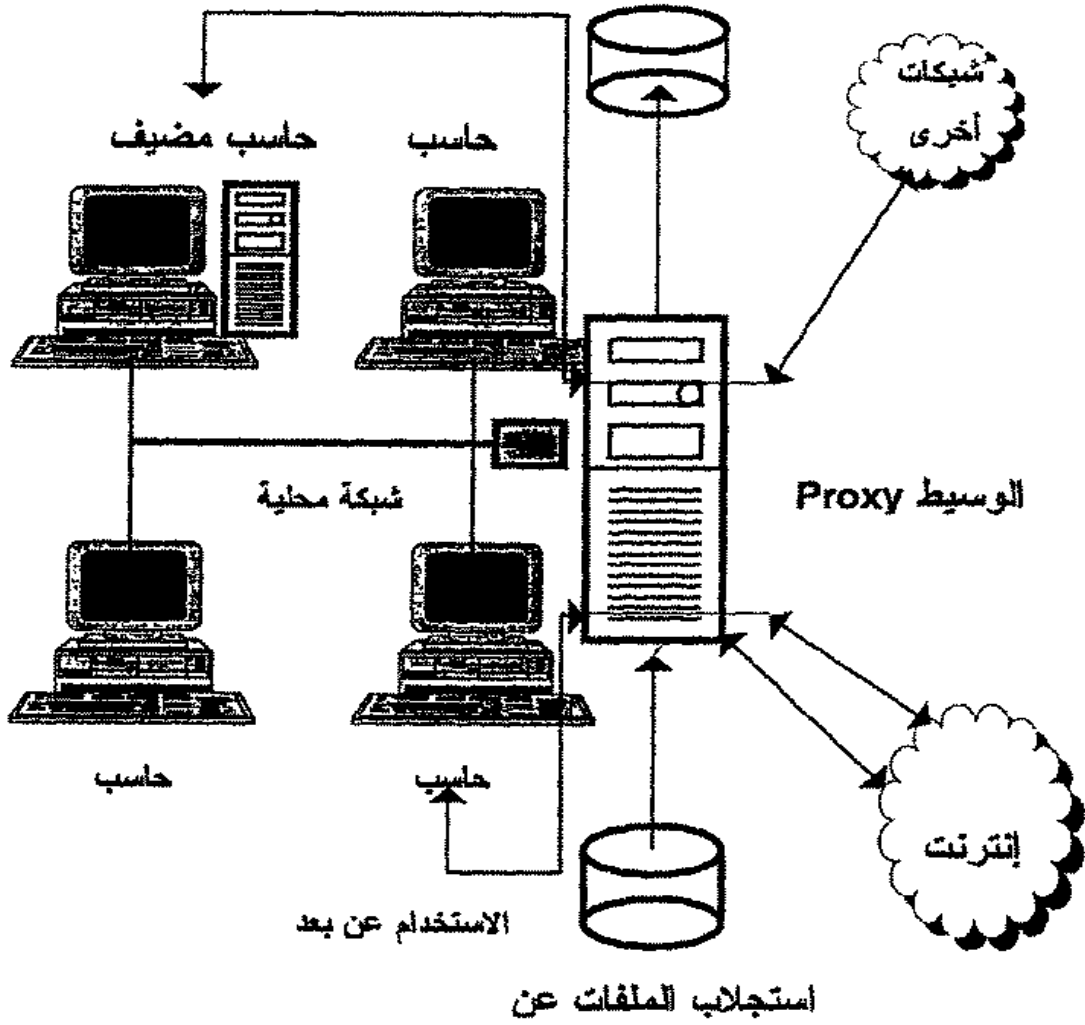 شبكات
أخرى
حاسب مضيف
حاسب
شبكة محلية
الوسيط Proxy
حاسب
حاسب
إنترنت
الاستخدام عن بعد
استجلاب الملفات عن